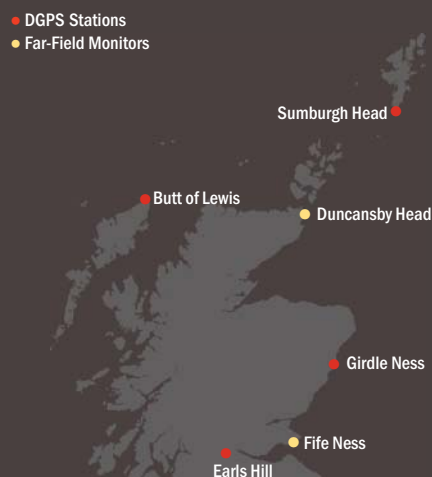 DGPS Stations
Far-Field Monitors
Sumburgh Head
Butt of Lewis
Duncansby Head
Girdle Ness
Fife Ness
Earls Hill